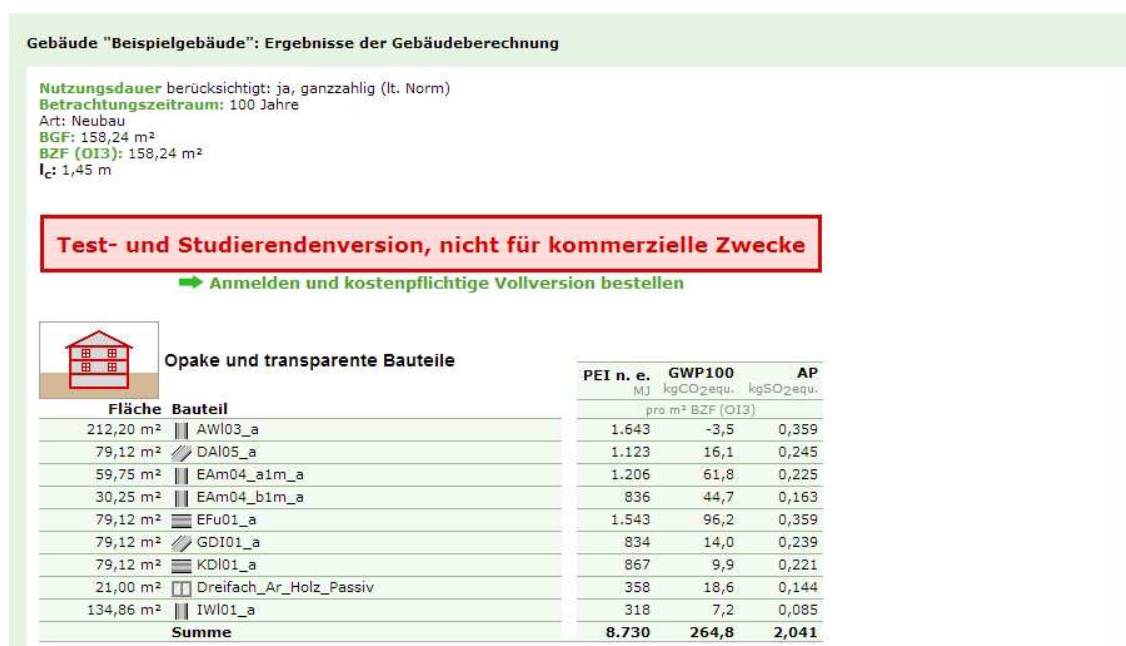 Gebäude "Beispielgebäude": Ergebnisse der Gebäudeberechnung
Nutzungsdauer berücksichtigt: ja, ganzzahlig (lt. Norm)
Betrachtungszeitraum: 100 Jahre
Art: Neubau
BGF: 158,24 m²
BZF (OI3): 158,24 m²
lc: 1,45 m
Test- und Studierendenversion, nicht für kommerzielle Zwecke
Anmelden und kostenpflichtige Vollversion bestellen
Opake und transparente Bauteile
PEI n. e. GWP100 AP
MJ kgCO2equ. kgSO2equ.
Fläche Bauteil pro m² BZF (OI3)
212,20 m² AWl03_a 1.643 -3,5 0,359
79,12 m² DAl05_a 1.123 16,1 0,245
59,75 m² EAm04_a1m_a 1.206 61,8 0,225
30,25 m² EAm04_b1m_a 836 44,7 0,163
79,12 m² EFu01_a 1.543 96,2 0,359
79,12 m² GDI01_a 834 14,0 0,239
79,12 m² KDl01_a 867 9,9 0,221
21,00 m² Dreifach_Ar_Holz_Passiv 358 18,6 0,144
134,86 m² IWl01_a 318 7,2 0,085
Summe 8.730 264,8 2,041